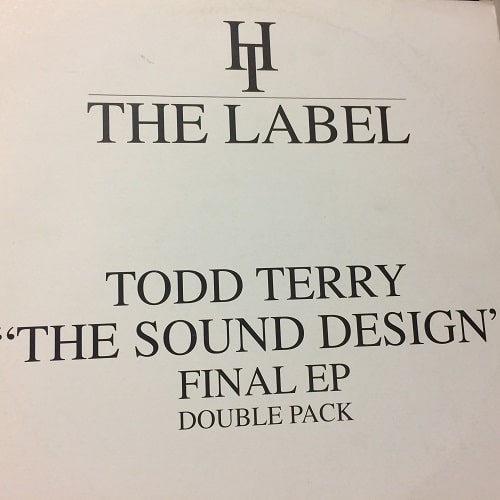 HT
THE LABEL
TODD TERRY
"THE SOUND DESIGN"
FINAL EP
DOUBLE PACK